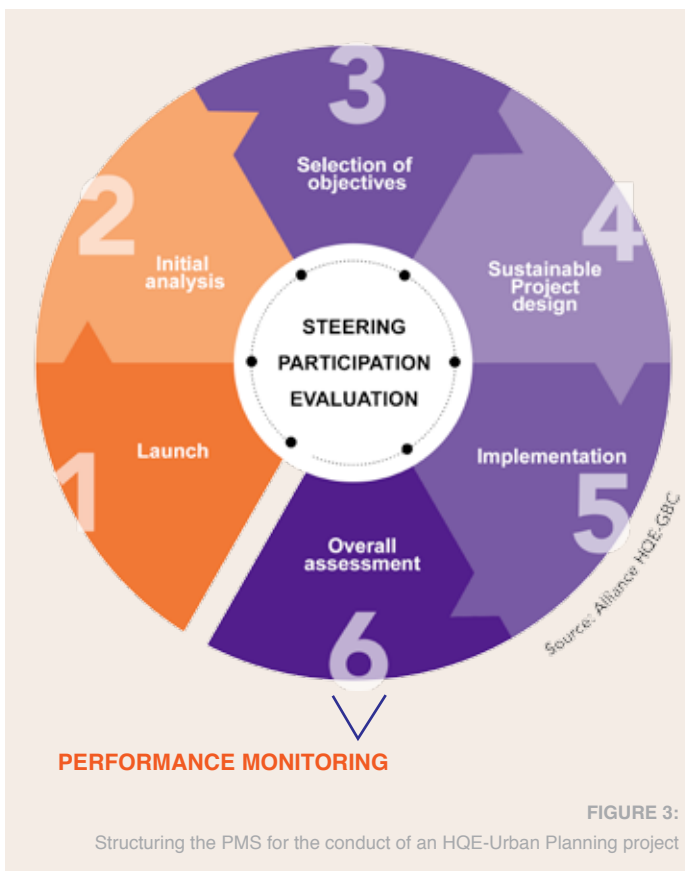 3
Selection of
objectives
2
Initial
analysis
4
Sustainable
Project
design
STEERING
PARTICIPATION
EVALUATION
1
Launch
Implementation
5
Overall
assessment
6
Source: Alliance HQE-GBC
PERFORMANCE MONITORING
FIGURE 3:
Structuring the PMS for the conduct of an HQE-Urban Planning project